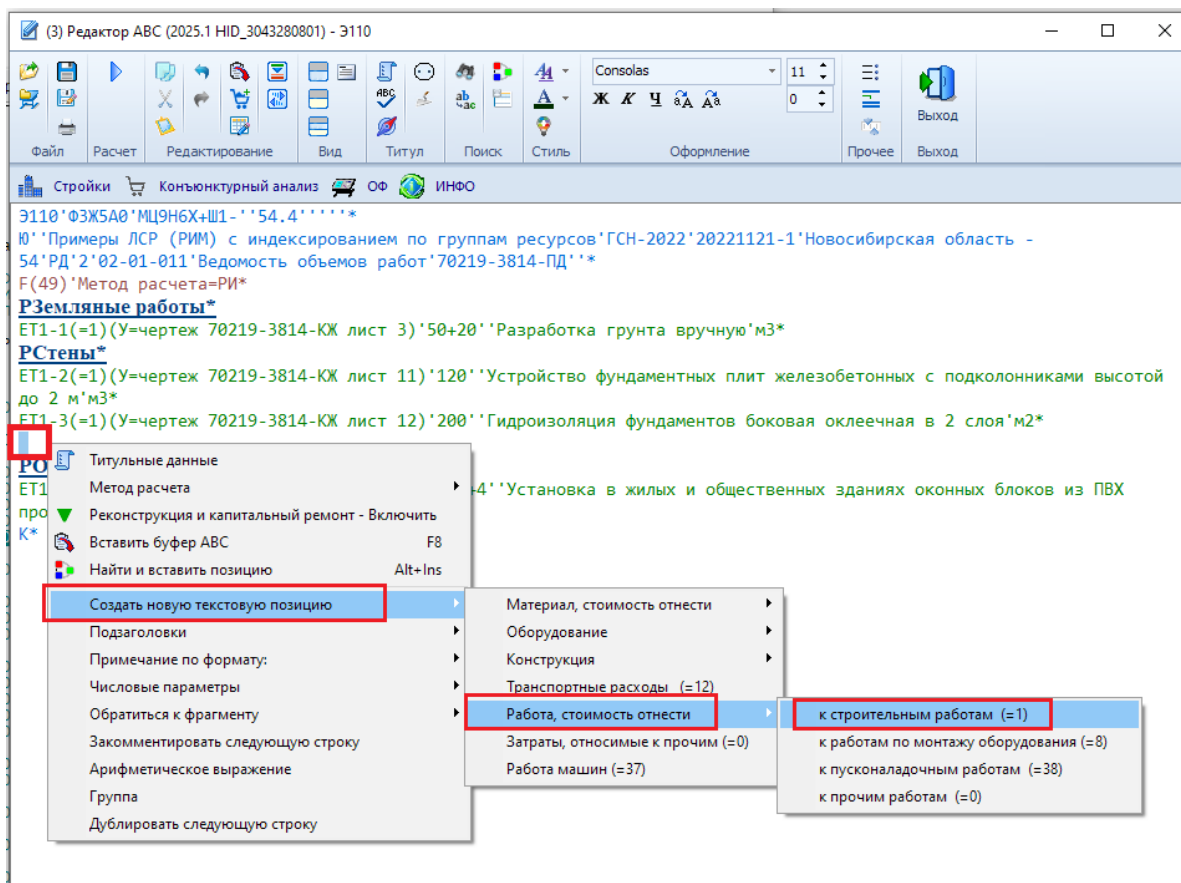 (3) Редактор АВС (2025.1 HID_3043280801) - Э110
Consolas
11
Ж К Ч
0
Выход
Файл
Расчет
Редактирование
Вид
Титул
Поиск
Стиль
Оформление
Прочее
Выход
Стройки
Конъюнктурный анализ
ОФ
ИНФО
Э110'Ф3Ж5А0'МЦ9Н6Х+Ш1-''54.4'''''*
Ю''Примеры ЛСР (РИМ) с индексированием по группам ресурсов'ГСН-2022'20221121-1'Новосибирская область -
54'РД'2'02-01-011'Ведомость объемов работ'70219-3814-ПД''*
F(49)'Метод расчета=РИ*
РЗемляные работы*
ЕТ1-1(=1)(У=чертеж 70219-3814-КЖ лист 3)'50+20''Разработка грунта вручную'м3*
РСтены*
ЕТ1-2(=1)(У=чертеж 70219-3814-КЖ лист 11)'120''Устройство фундаментных плит железобетонных с подколонниками высотой
до 2 м'м3*
ЕТ1-3(=1)(У=чертеж 70219-3814-КЖ лист 12)'200''Гидроизоляция фундаментов боковая оклеечная в 2 слоя'м2*
РО
ЕТ1
+4''Установка в жилых и общественных зданиях оконных блоков из ПВХ
про
К*
Титульные данные
Метод расчета
Реконструкция и капитальный ремонт - Включить
Вставить буфер АВС F8
Найти и вставить позицию Alt+Ins
Создать новую текстовую позицию
Подзаголовки
Примечание по формату:
Числовые параметры
Обратиться к фрагменту
Закомментировать следующую строку
Арифметическое выражение
Группа
Дублировать следующую строку
Материал, стоимость отнести
Оборудование
Конструкция
Транспортные расходы (=12)
Работа, стоимость отнести
Затраты, относимые к прочим (=0)
Работа машин (=37)
к строительным работам (=1)
к работам по монтажу оборудования (=8)
к пусконаладочным работам (=38)
к прочим работам (=0)